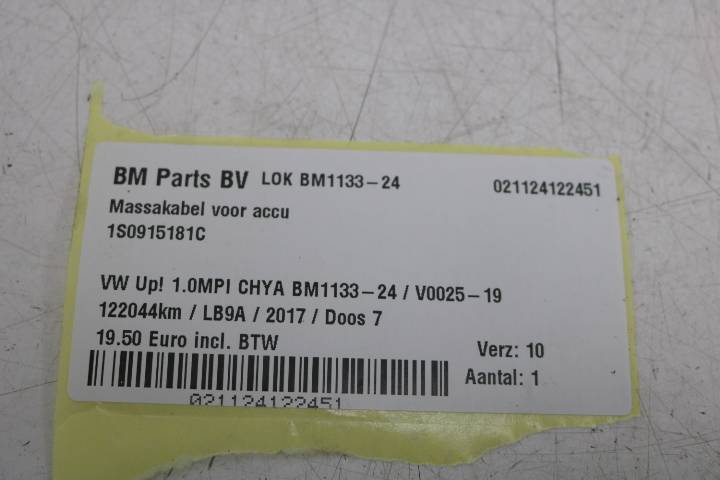 BM Parts BV LOK BM1133-24 021124122451
Massakabel voor accu
1S0915181C
VW Up! 1.0MPI CHYA BM1133-24 / V0025-19
122044km / LB9A / 2017 / Doos 7
19.50 Euro incl. BTW
Verz: 10
Aantal: 1
021124122451